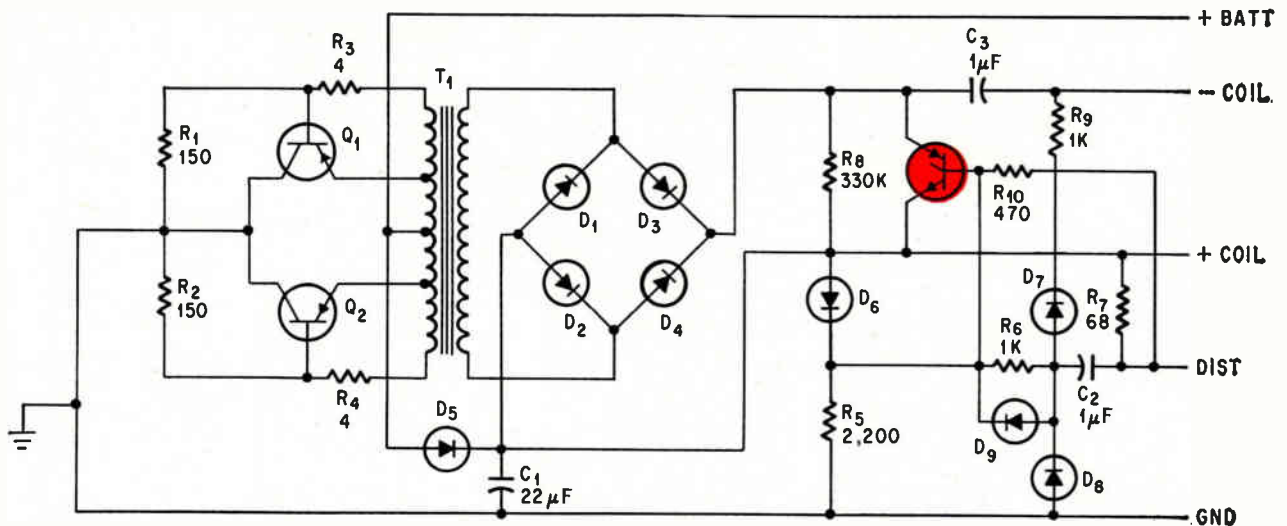 + BATT
R3
4
T1
C3
1µF
— COIL.
R1
150
Q1
R9
1K
R8
330K
D1
D3
R10
470
+ COIL
R2
150
Q2
D2
D4
D6
D7
R7
68
R6
1K
DIST
R4
4
D5
R5
2,200
C2
1µF
D9
D8
C1
22µF
GND